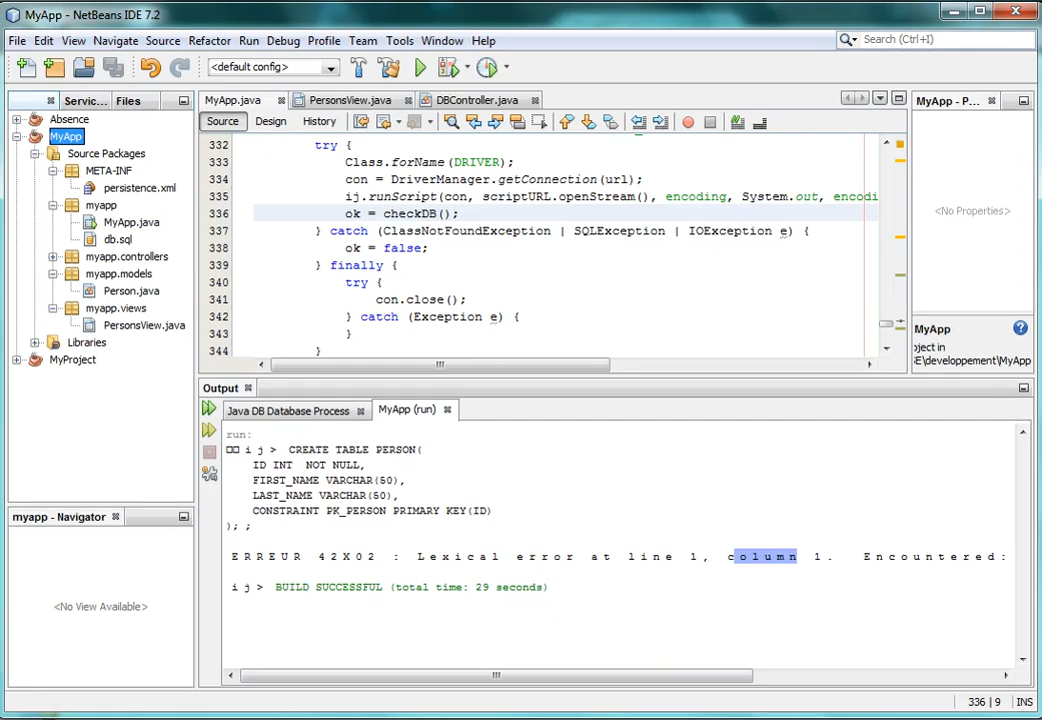 MyApp - NetBeans IDE 7.2
File Edit View Navigate Source Refactor Run Debug Profile Team Tools Window Help
Search (Ctrl+I)
<default config>
Servic... Files
MyApp.java PersonsView.java DBController.java
MyApp - P...
Source Design History
Absence
MyApp
Source Packages
META-INF
persistence.xml
myapp
MyApp.java
db.sql
myapp.controllers
myapp.models
Person.java
myapp.views
PersonsView.java
Libraries
MyProject
332 try {
333 Class.forName(DRIVER);
334 con = DriverManager.getConnection(url);
335 ij.runScript(con, scriptURL.openStream(), encoding, System.out, encodi
336 ok = checkDB();
337 } catch (ClassNotFoundException | SQLException | IOException e) {
338 ok = false;
339 } finally {
340 try {
341 con.close();
342 } catch (Exception e) {
343 }
344 }
<No Properties>
MyApp
oject in
SE\developpement\MyApp
Output
Java DB Database Process MyApp (run)
run:
ij> CREATE TABLE PERSON(
ID INT NOT NULL,
FIRST_NAME VARCHAR(50),
LAST_NAME VARCHAR(50),
CONSTRAINT PK_PERSON PRIMARY KEY(ID)
); ;
ERREUR 42X02 : Lexical error at line 1, column 1. Encountered:
ij> BUILD SUCCESSFUL (total time: 29 seconds)
myapp - Navigator
<No View Available>
336 | 9 INS